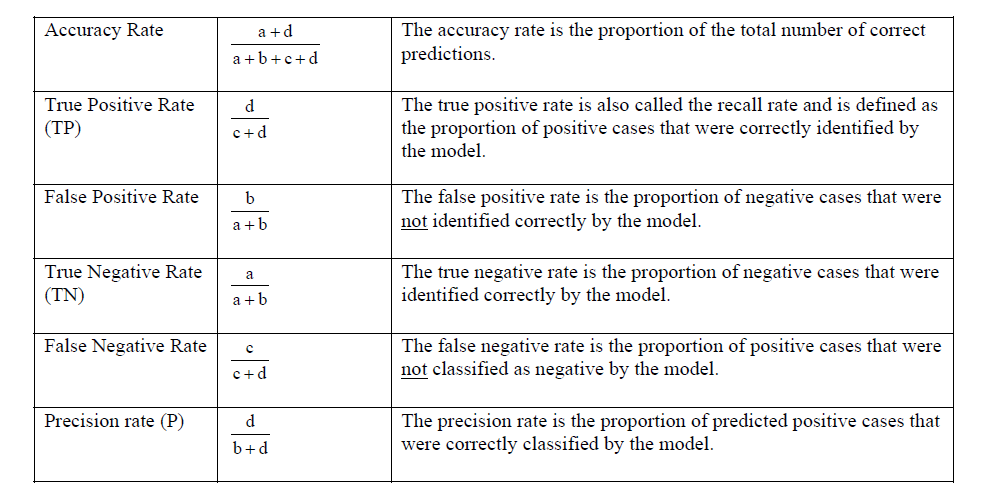 Accuracy Rate
a + d
a + b + c + d
The accuracy rate is the proportion of the total number of correct
predictions.
True Positive Rate
(TP)
d
c + d
The true positive rate is also called the recall rate and is defined as
the proportion of positive cases that were correctly identified by
the model.
False Positive Rate
b
a + b
The false positive rate is the proportion of negative cases that were
not identified correctly by the model.
True Negative Rate
(TN)
a
a + b
The true negative rate is the proportion of negative cases that were
identified correctly by the model.
False Negative Rate
c
c + d
The false negative rate is the proportion of positive cases that were
not classified as negative by the model.
Precision rate (P)
d
b + d
The precision rate is the proportion of predicted positive cases that
were correctly classified by the model.